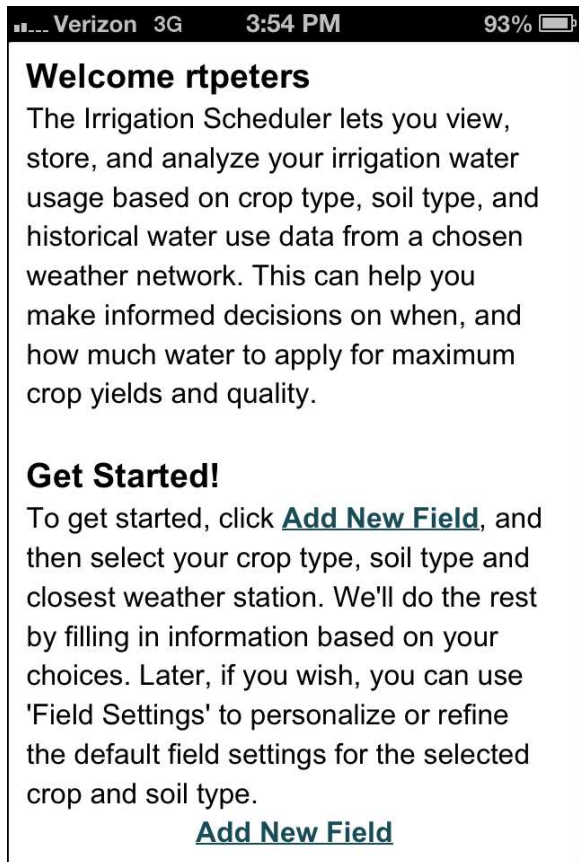 Verizon 3G 3:54 PM 93%
Welcome rtpeters
The Irrigation Scheduler lets you view,
store, and analyze your irrigation water
usage based on crop type, soil type, and
historical water use data from a chosen
weather network. This can help you
make informed decisions on when, and
how much water to apply for maximum
crop yields and quality.
Get Started!
To get started, click Add New Field, and
then select your crop type, soil type and
closest weather station. We'll do the rest
by filling in information based on your
choices. Later, if you wish, you can use
'Field Settings' to personalize or refine
the default field settings for the selected
crop and soil type.
Add New Field